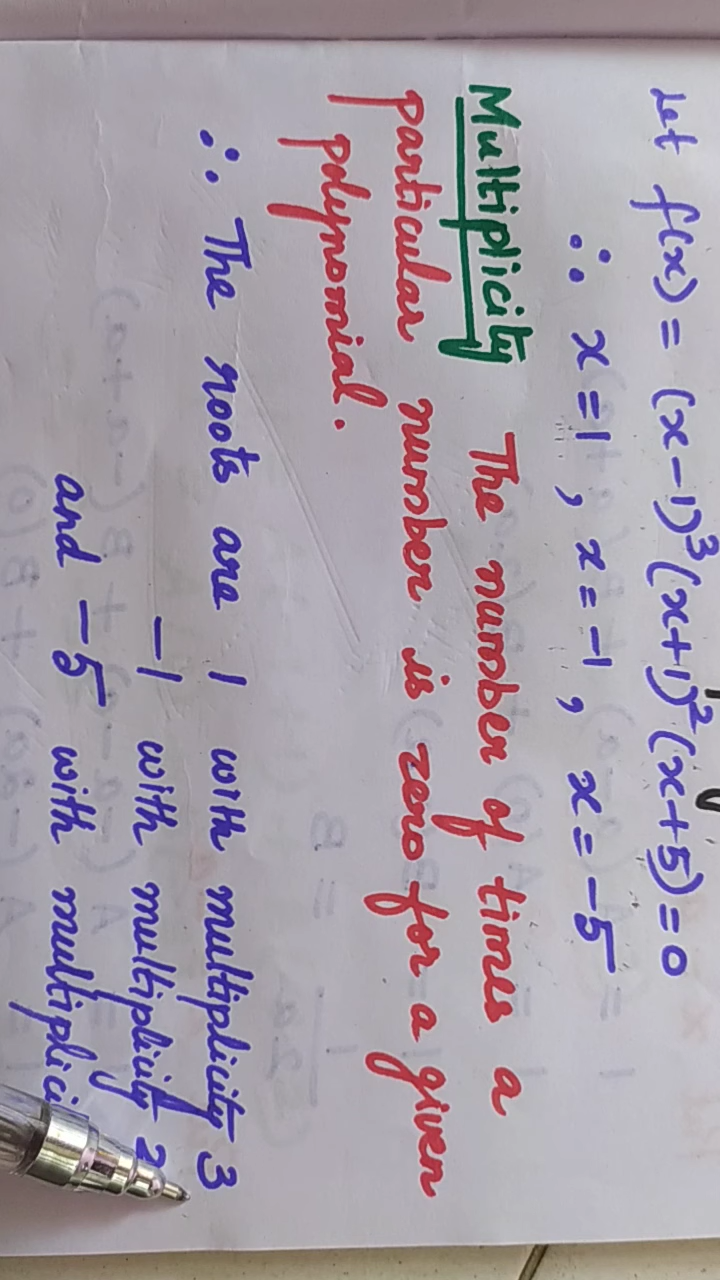 Let f(x) = (x-1)³ (x+1)² (x+5) = 0
∴ x=1, x=-1, x=-5
Multiplicity The number of times a
particular number is zero for a given
polynomial.
∴ The roots are 1 with multiplicity 3
-1 with multiplicity 2
and -5 with multiplici